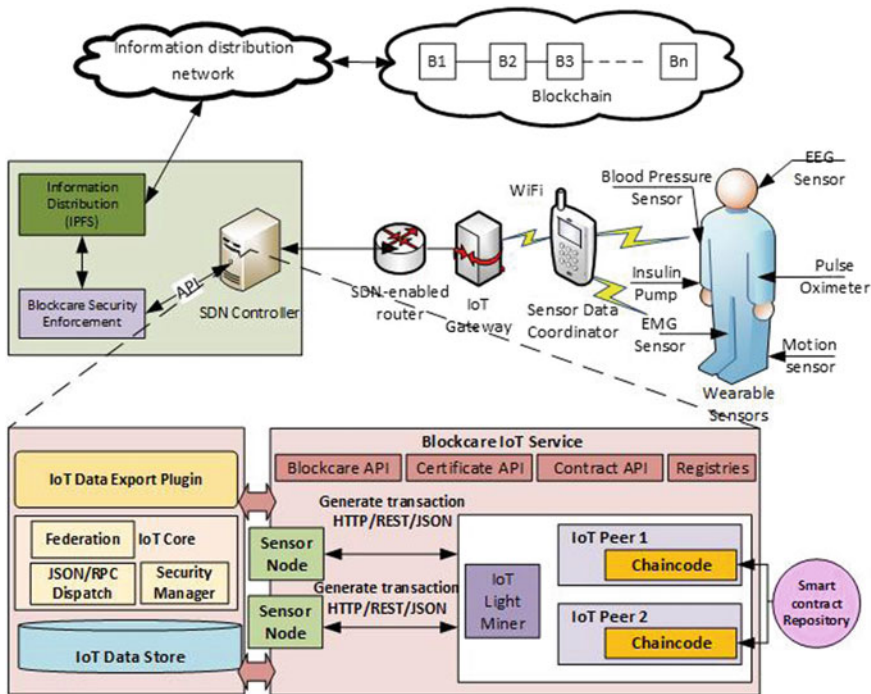 Information distribution
network
B1
B2
B3
Bn
Blockchain
Information
Distribution
(IPFS)
Blockcare Security
Enforcement
API
SDN Controller
SDN-enabled
router
IoT
Gateway
WiFi
Sensor Data
Coordinator
Blood Pressure
Sensor
EEG
Sensor
Insulin
Pump
Pulse
Oximeter
EMG
Sensor
Motion
sensor
Wearable
Sensors
IoT Data Export Plugin
Federation
IoT Core
JSON/RPC
Dispatch
Security
Manager
IoT Data Store
Blockcare IoT Service
Blockcare API
Certificate API
Contract API
Registries
Generate transaction
HTTP/REST/JSON
Sensor
Node
Generate transaction
HTTP/REST/JSON
Sensor
Node
IoT
Light
Miner
IoT Peer 1
Chaincode
IoT Peer 2
Chaincode
Smart
contract
Repository